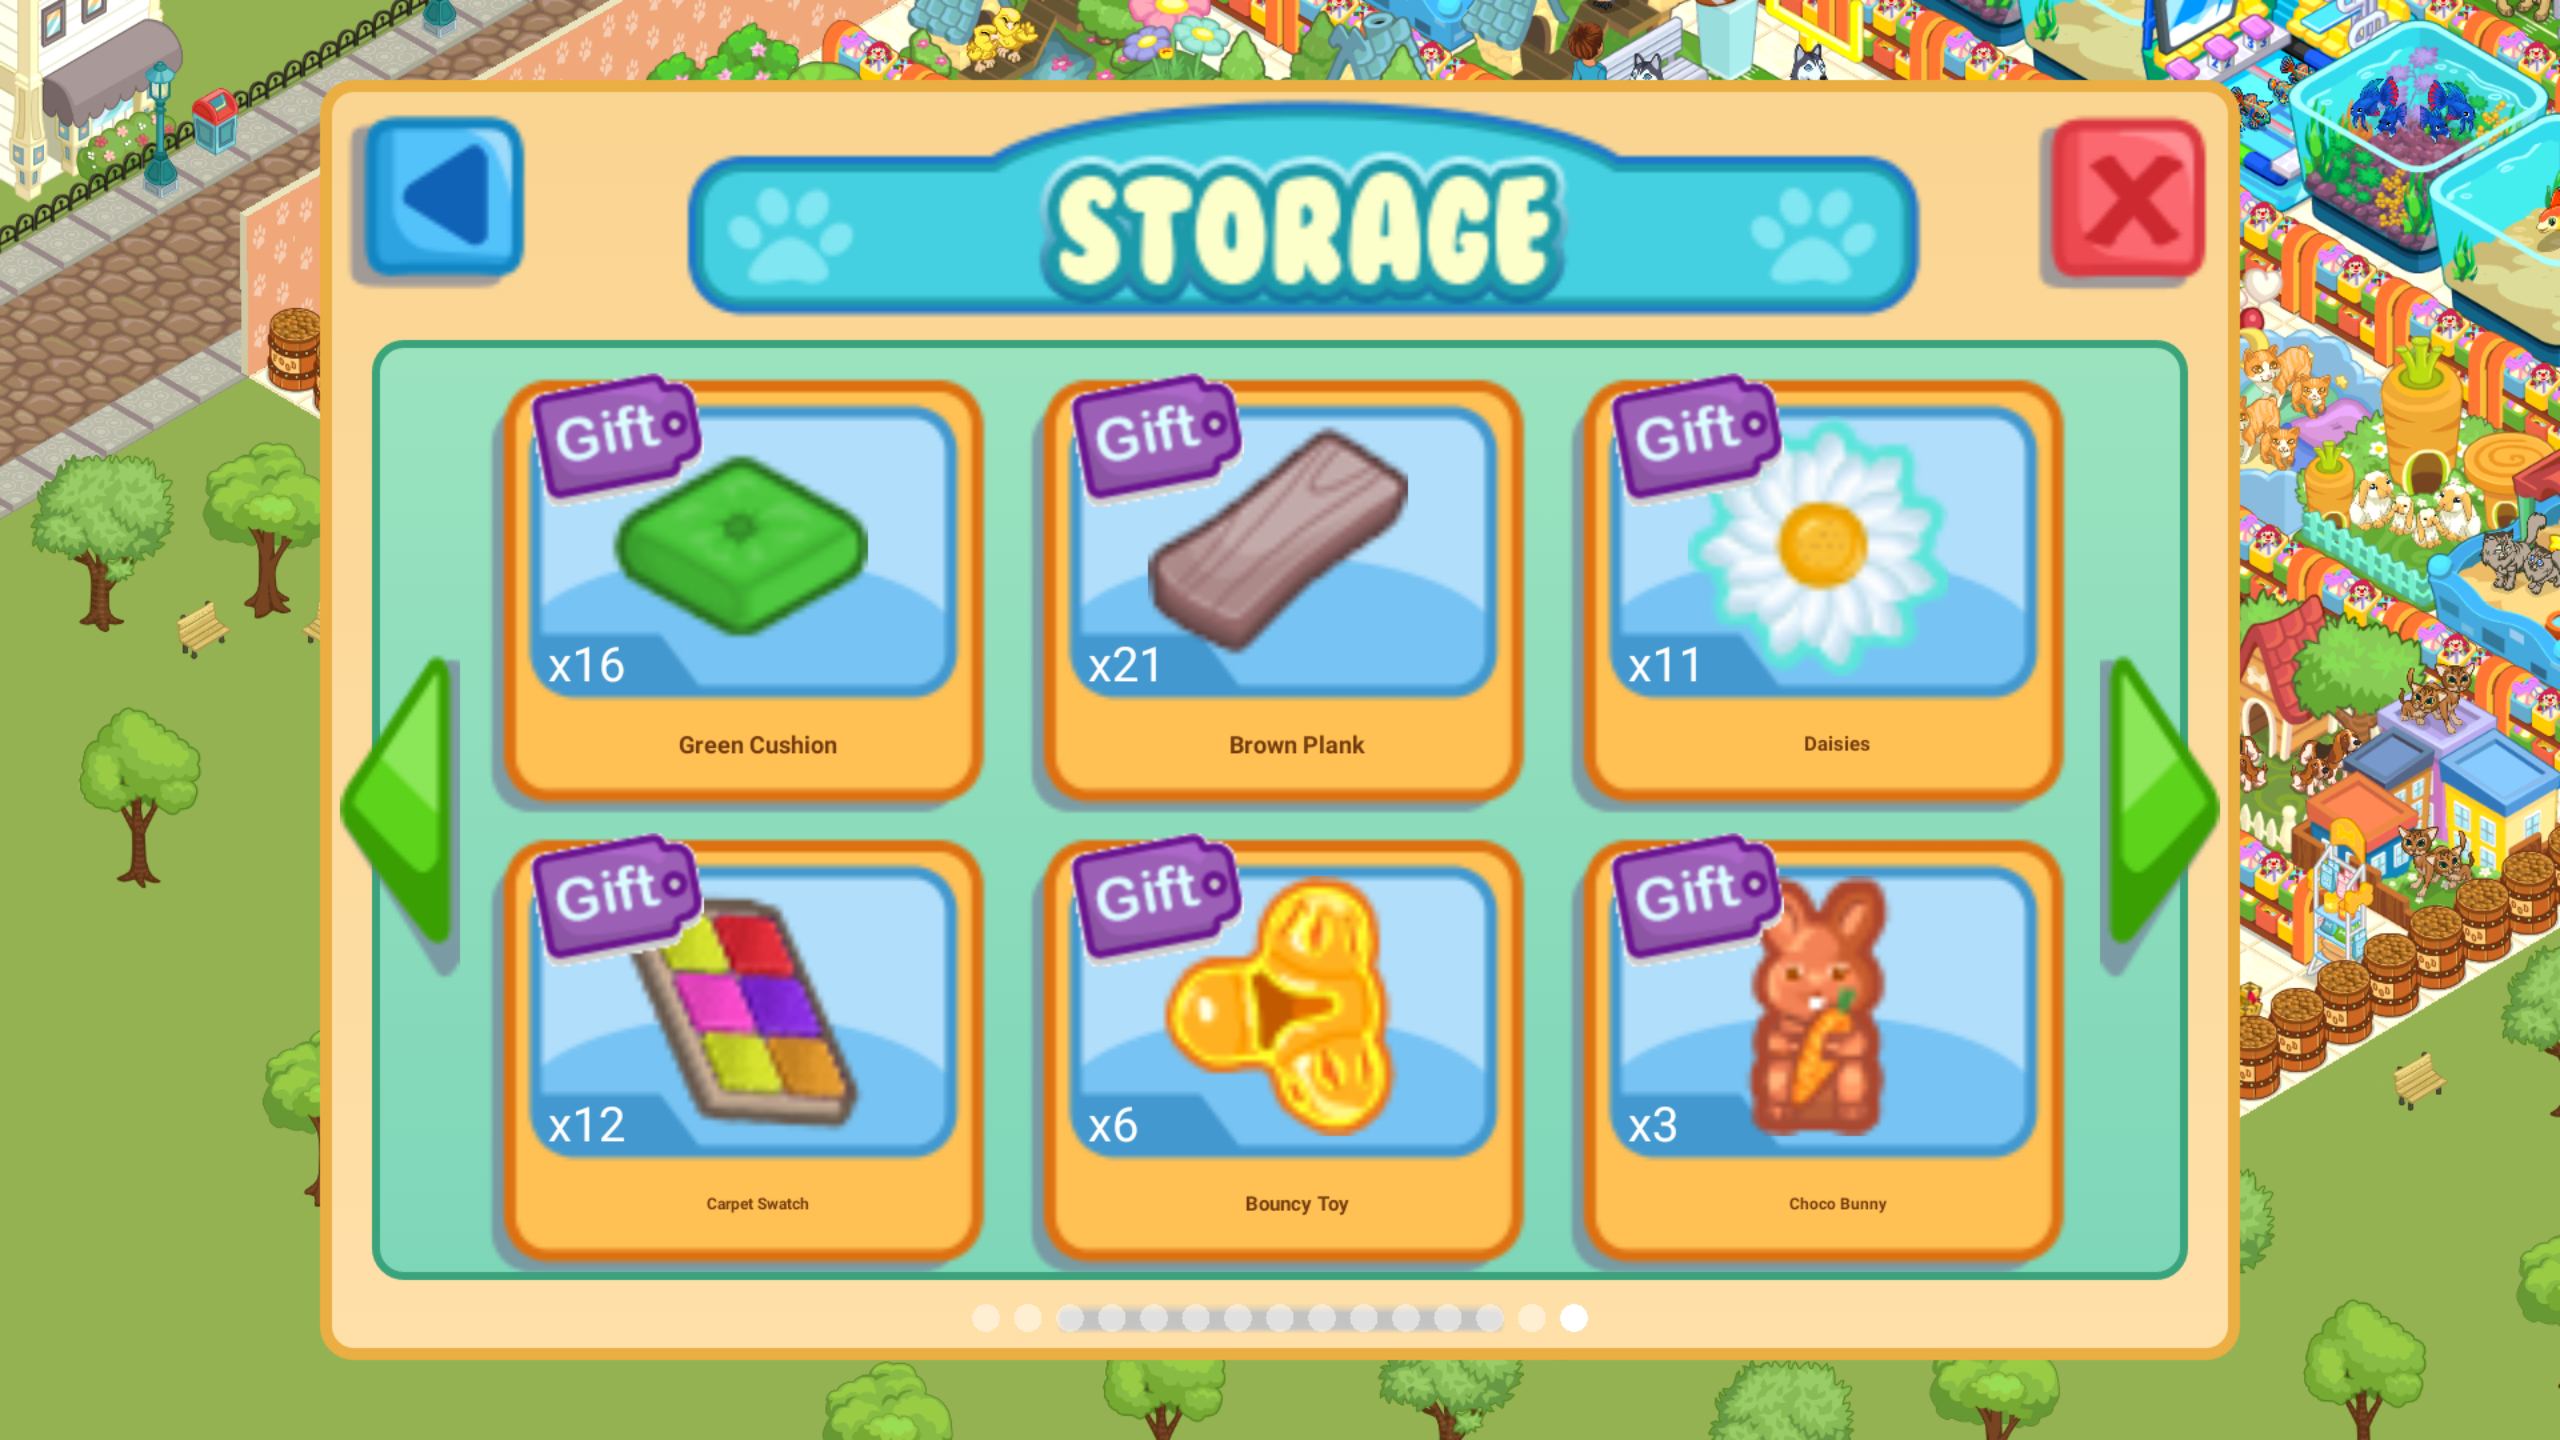 STORAGE
Gift
x16
Green Cushion
Gift
x21
Brown Plank
Gift
x11
Daisies
Gift
x12
Carpet Swatch
Gift
x6
Bouncy Toy
Gift
x3
Choco Bunny